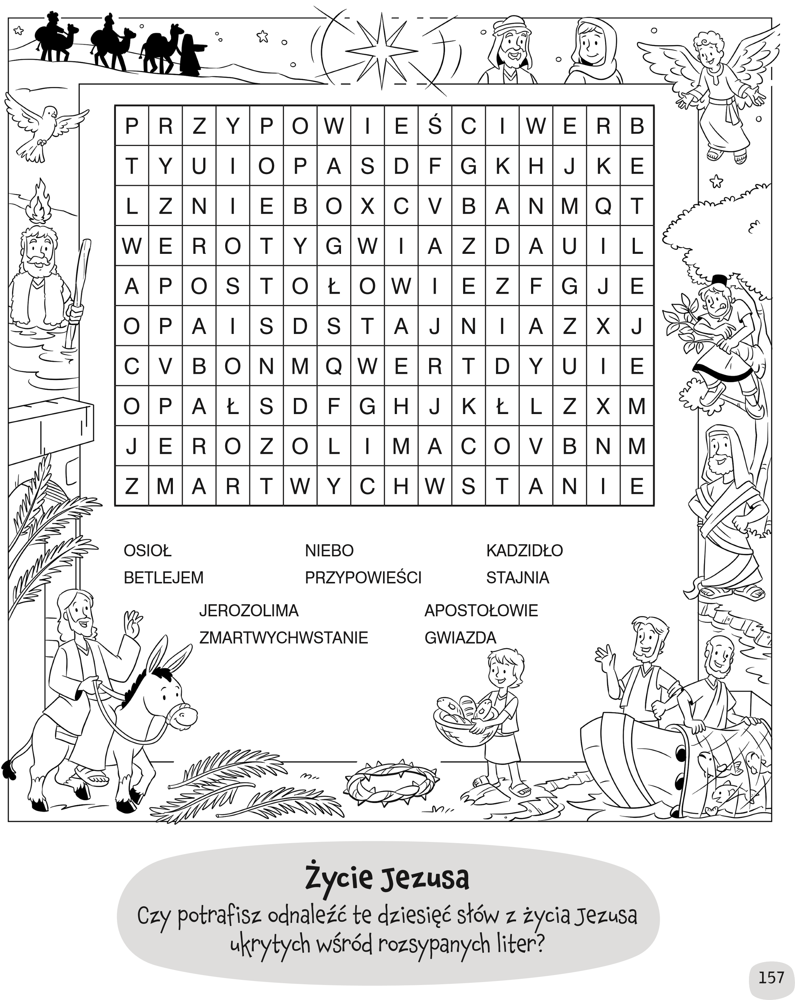 P R Z Y P O W I E Ś C I W E R B
T Y U I O P A S D F G K H J K E
L Z N I E B O X C V B A N M Q T
W E R O T Y G W I A Z D A U I L
A P O S T O Ł O W I E Z F G J E
O P A I S D S T A J N I A Z X J
C V B O N M Q W E R T D Y U I E
O P A Ł S D F G H J K Ł L Z X M
J E R O Z O L I M A C O V B N M
Z M A R T W Y C H W S T A N I E
OSIOŁ NIEBO KADZIDŁO
BETLEJEM PRZYPOWIEŚCI STAJNIA
JEROZOLIMA APOSTOŁOWIE
ZMARTWYCHWSTANIE GWIAZDA
Życie Jezusa
Czy potrafisz odnaleźć te dziesięć słów z życia Jezusa
ukrytych wśród rozsypanych liter?
157